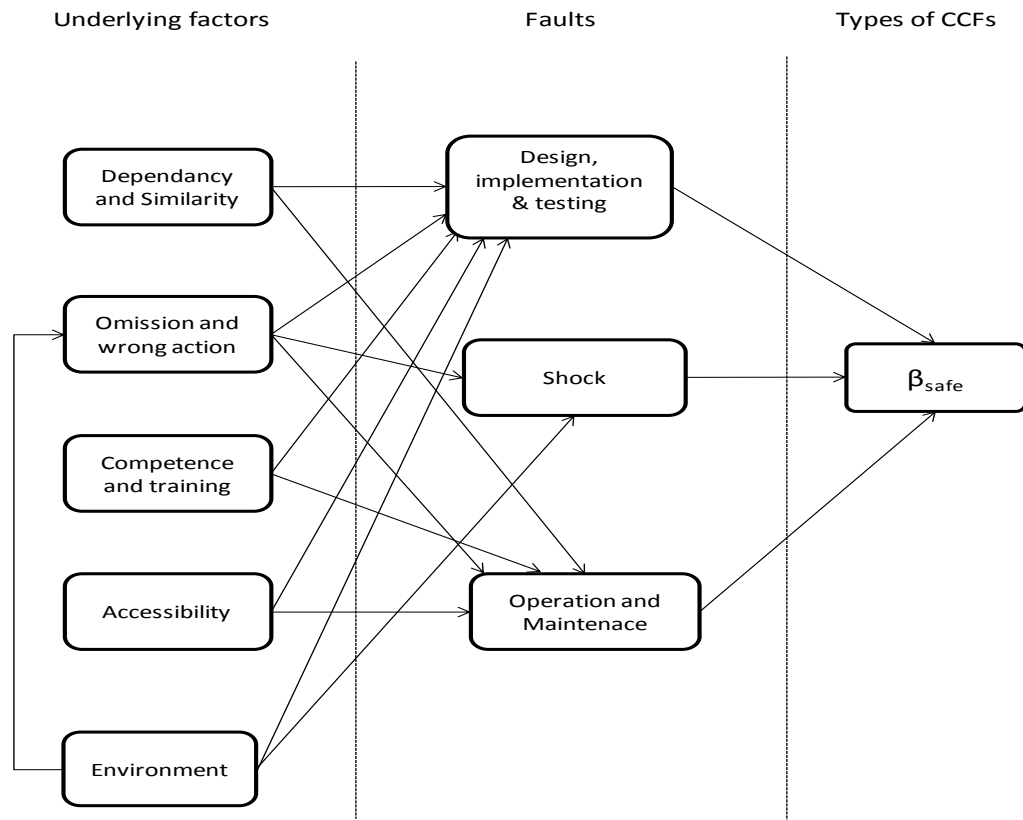 Underlying factors
Faults
Types of CCFs
Dependancy
and Similarity
Design,
implementation
& testing
Omission and
wrong action
Shock
βsafe
Competence
and training
Accessibility
Operation and
Maintenace
Environment